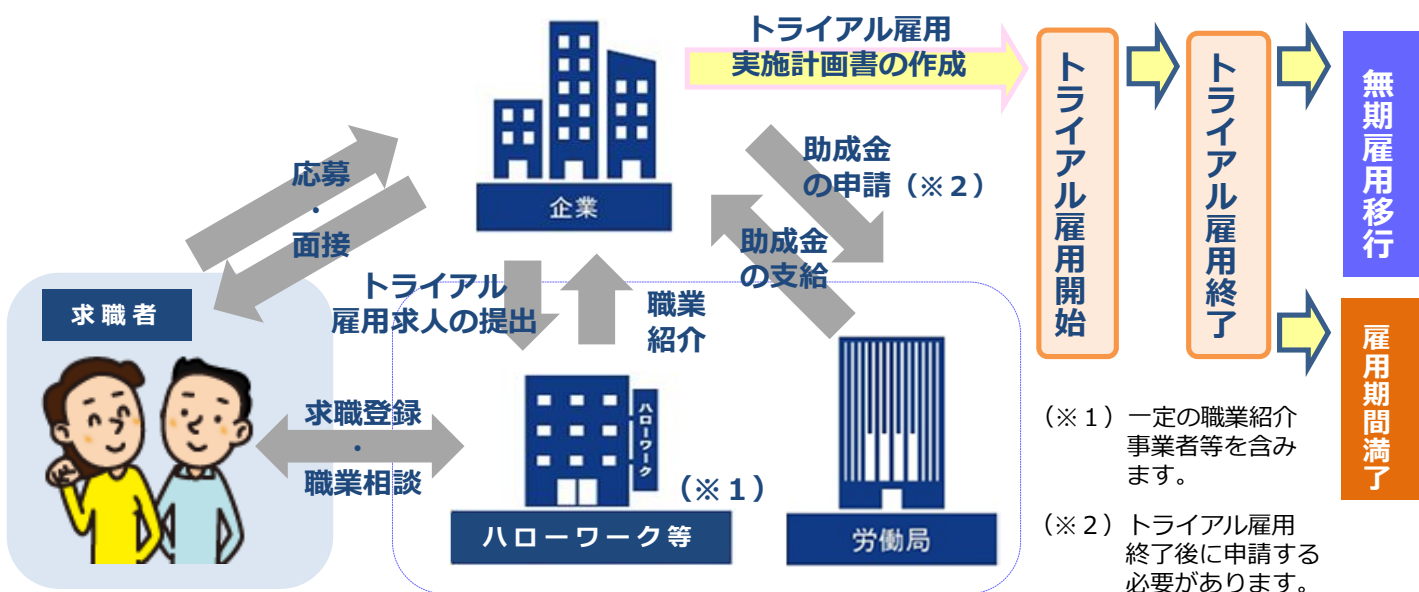 トライアル雇用
実施計画書の作成
応募
・
面接
企業
助成金
の申請（※２）
助成金
の支給
トライアル
雇用求人の提出
職業
紹介
求職者
求職登録
・
職業相談
ハローワーク
（※１）
ハローワーク等
労働局
トライアル雇用開始
トライアル雇用終了
無期雇用移行
雇用期間満了
（※１）一定の職業紹介
事業者等を含み
ます。
（※２）トライアル雇用
終了後に申請する
必要があります。